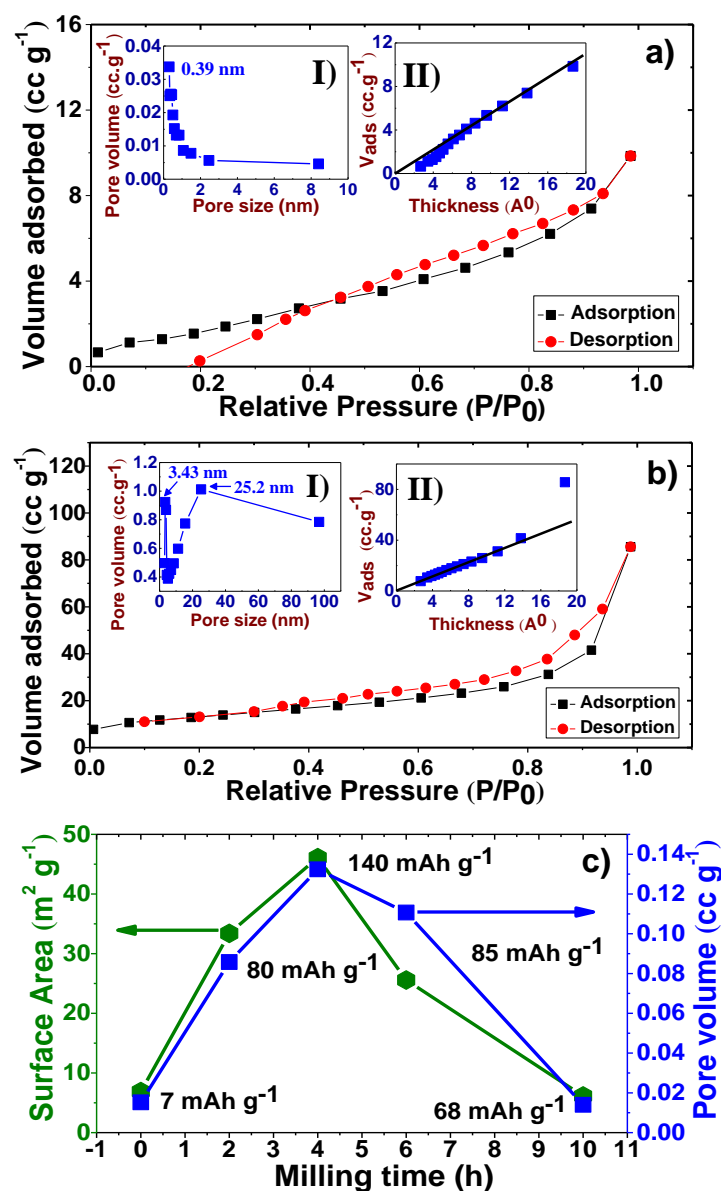 a)
Volume adsorbed (cc g-1)
16
12
8
4
0
0.0 0.2 0.4 0.6 0.8 1.0
Relative Pressure (P/P0)
Adsorption
Desorption
I)
0.39 nm
Pore volume (cc.g-1)
0.04
0.03
0.02
0.01
0.00
0 2 4 6 8 10
Pore size (nm)
II)
Vads (cc.g-1)
12
6
0
0 4 8 12 16 20
Thickness (A0)
b)
Volume adsorbed (cc g-1)
120
100
80
60
40
20
0
0.0 0.2 0.4 0.6 0.8 1.0
Relative Pressure (P/P0)
Adsorption
Desorption
I)
3.43 nm
25.2 nm
Pore volume (cc.g-1)
1.2
1.0
0.8
0.6
0.4
0 20 40 60 80 100
Pore size (nm)
II)
Vads (cc.g-1)
80
40
0
0 4 8 12 16 20
Thickness (A0)
c)
Surface Area (m2 g-1)
50
40
30
20
10
0
Pore volume (cc g-1)
0.14
0.12
0.10
0.08
0.06
0.04
0.02
0.00
140 mAh g-1
80 mAh g-1
85 mAh g-1
7 mAh g-1
68 mAh g-1
-1 0 1 2 3 4 5 6 7 8 9 10 11
Milling time (h)